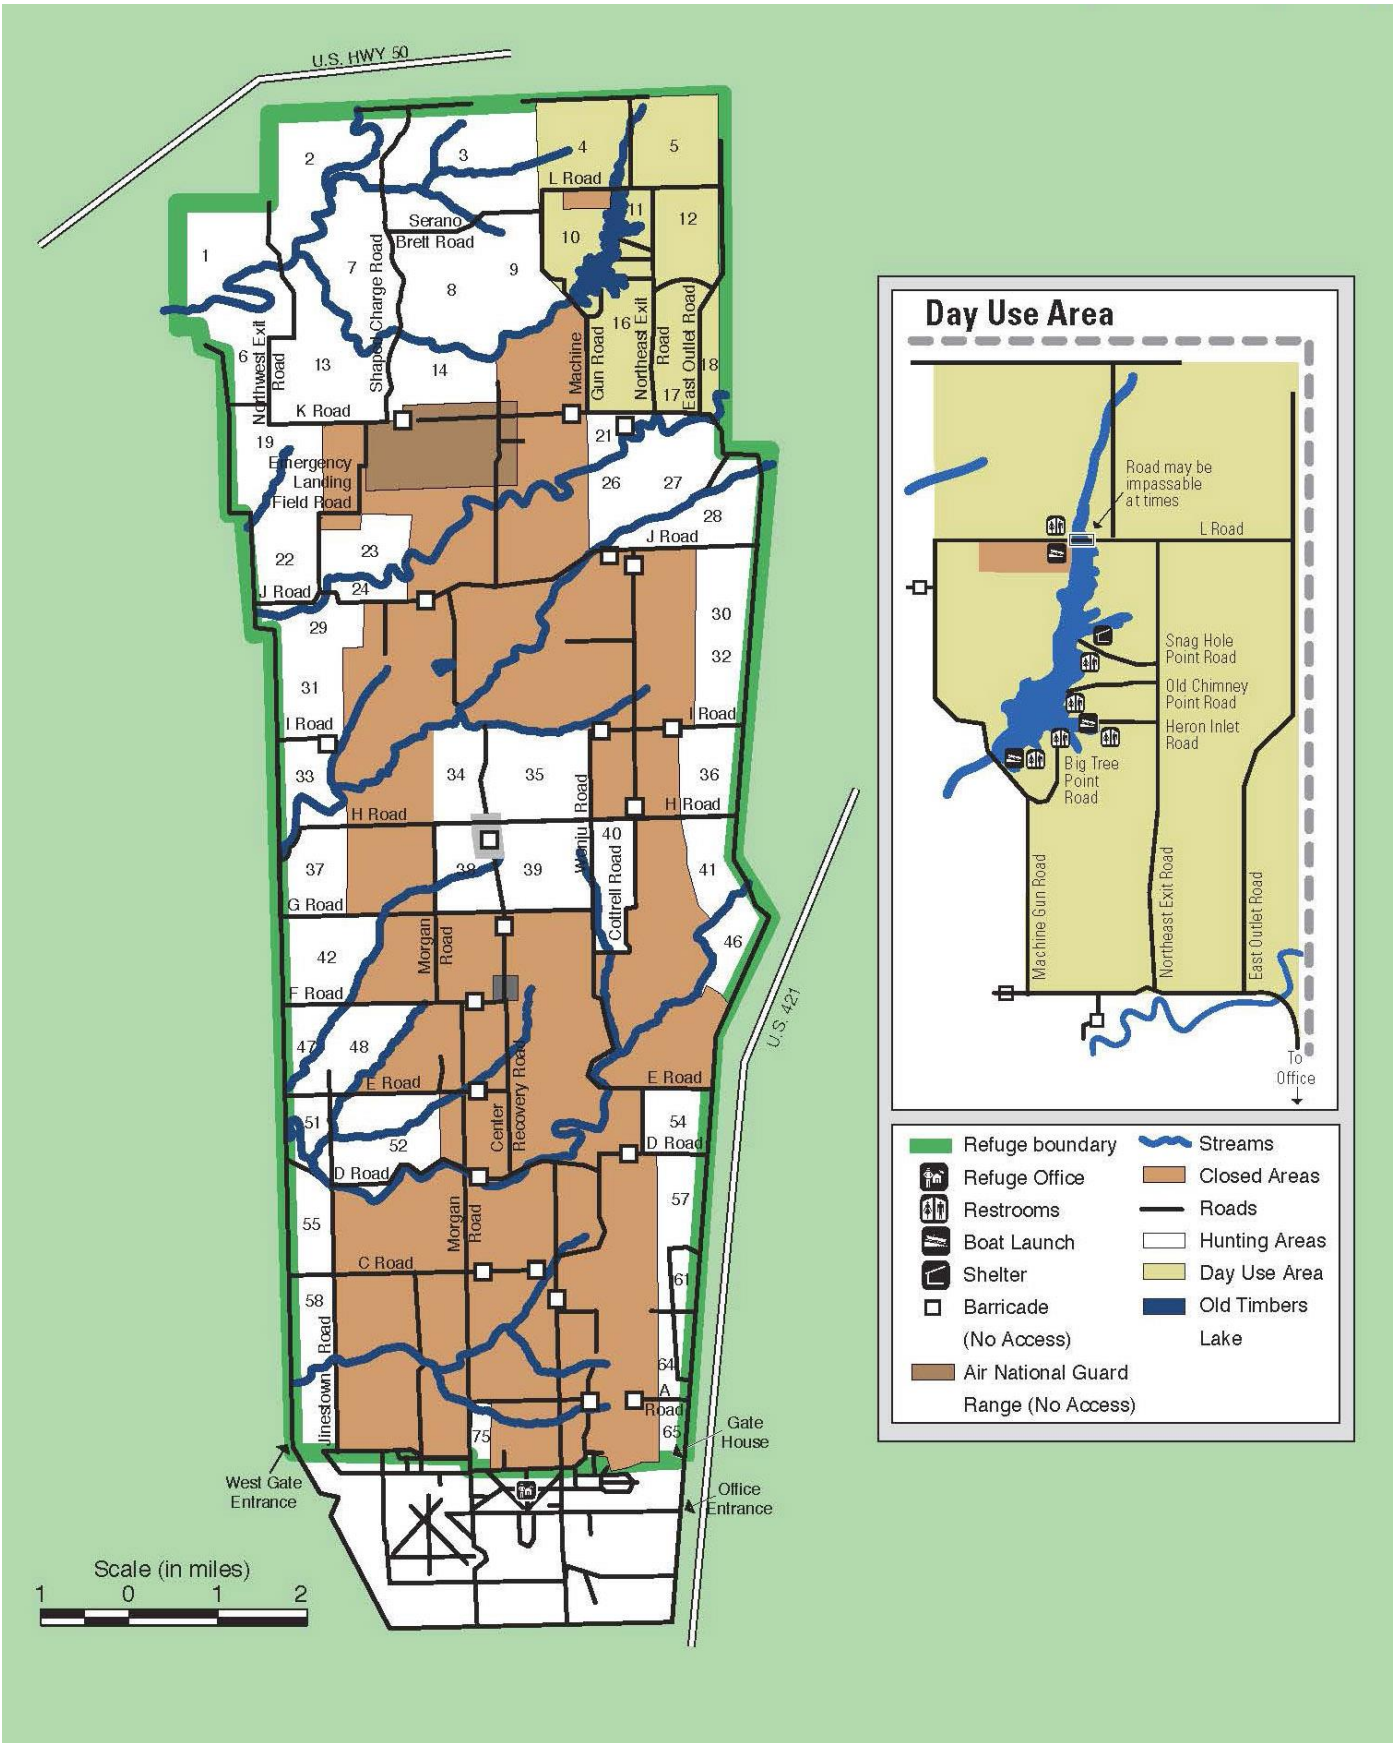 U.S. HWY 50
2
3
4
5
L Road
11
12
10
Serano
Brett Road
1
7
8
9
Shaped Charge Road
16
Northwest Exit
Road
6
13
14
Machine
Gun Road
Northeast Exit
Road
East Outlet Road
17
18
K Road
19
21
Emergency
Landing
Field Road
26
27
28
J Road
22
23
24
J Road
29
30
32
31
I Road
I Road
33
34
35
36
H Road
H Road
Wonju Road
40
Cottrell Road
37
38
39
41
G Road
42
Morgan
Road
46
F Road
47
48
E Road
E Road
Center
Recovery Road
51
52
54
D Road
D Road
55
57
Morgan
Road
C Road
58
61
Jinestown Road
64
A
Road
65
75
Gate
House
West Gate
Entrance
Office
Entrance
U.S. 421
Scale (in miles)
1 0 1 2
Day Use Area
Road may be
impassable
at times
L Road
Snag Hole
Point Road
Old Chimney
Point Road
Heron Inlet
Road
Big Tree
Point
Road
Machine Gun Road
Northeast Exit Road
East Outlet Road
To
Office
Refuge boundary
Refuge Office
Restrooms
Boat Launch
Shelter
Barricade
(No Access)
Air National Guard
Range (No Access)
Streams
Closed Areas
Roads
Hunting Areas
Day Use Area
Old Timbers
Lake